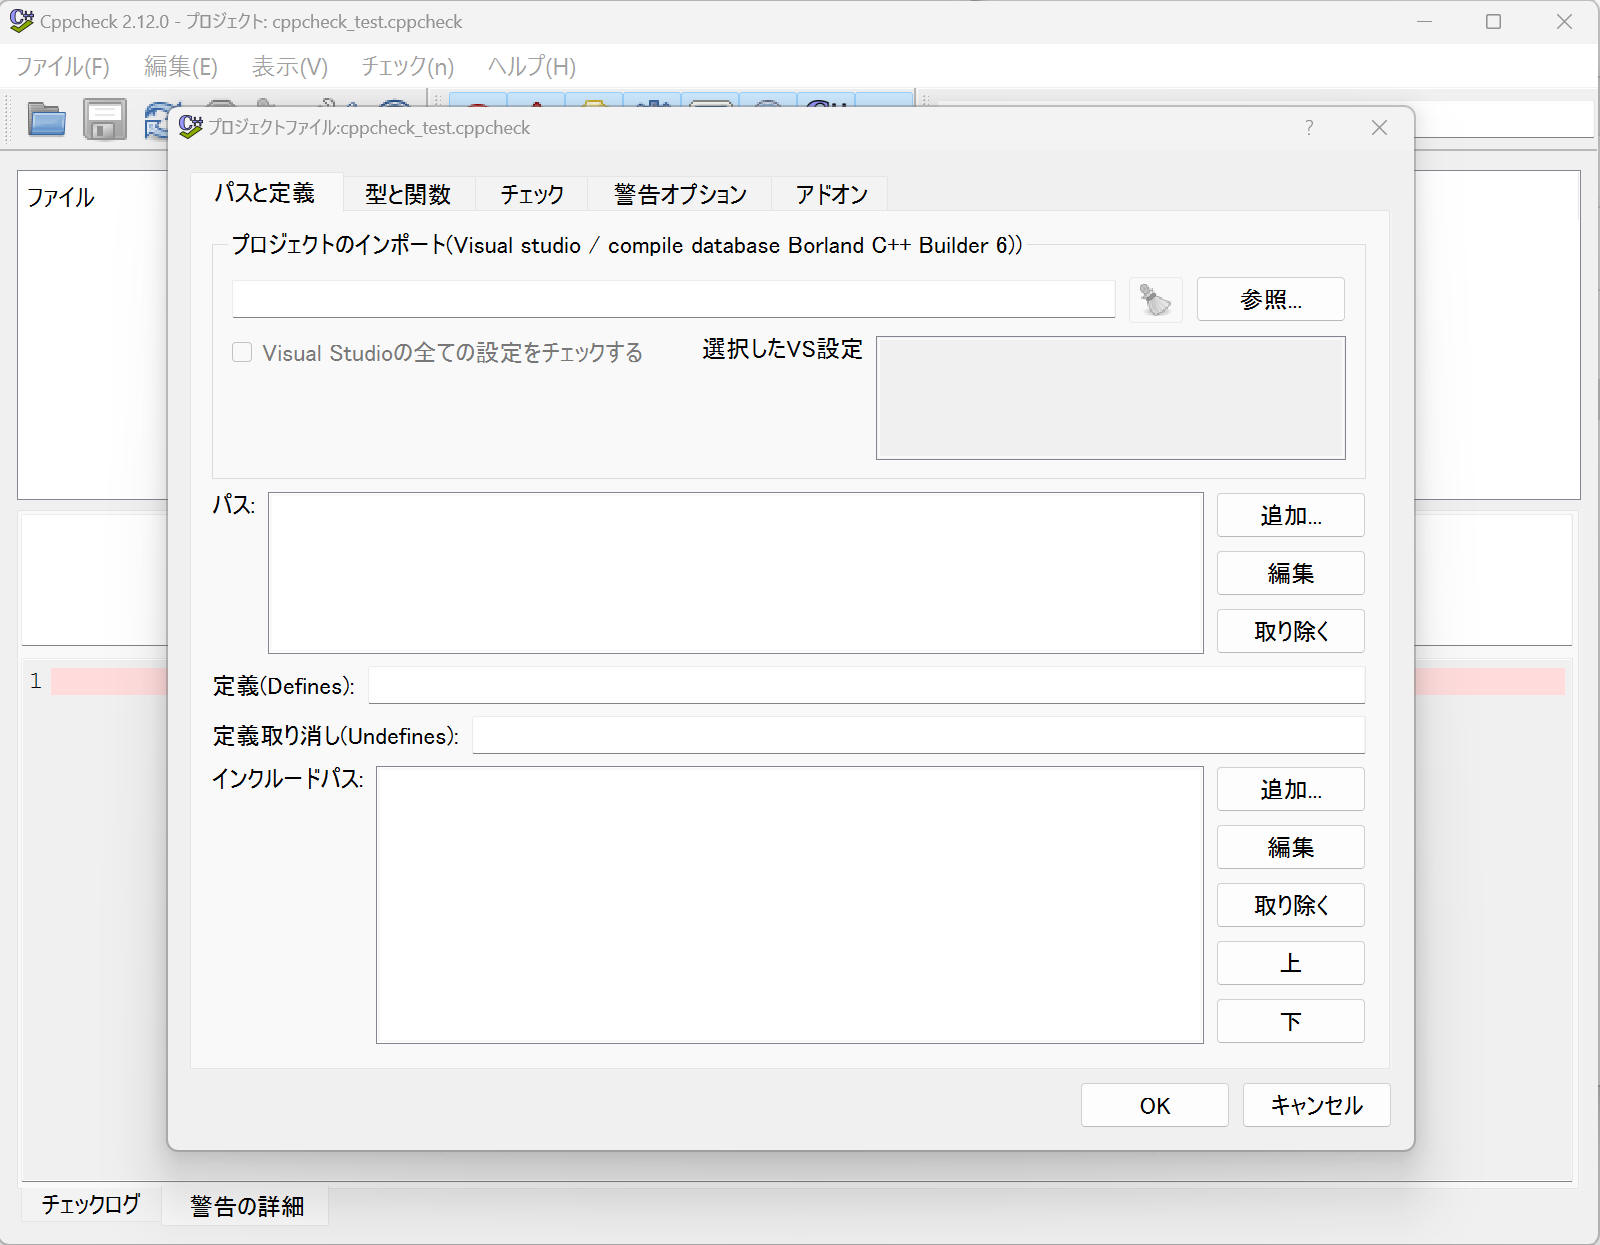 Cppcheck 2.12.0 - プロジェクト: cppcheck_test.cppcheck
ファイル(F) 編集(E) 表示(V) チェック(n) ヘルプ(H)
プロジェクトファイル:cppcheck_test.cppcheck
ファイル
パスと定義 型と関数 チェック 警告オプション アドオン
プロジェクトのインポート(Visual studio / compile database Borland C++ Builder 6))
参照...
Visual Studioの全ての設定をチェックする 選択したVS設定
パス: 追加...
編集
取り除く
1
定義(Defines):
定義取り消し(Undefines):
インクルードパス: 追加...
編集
取り除く
上
下
OK キャンセル
チェックログ 警告の詳細